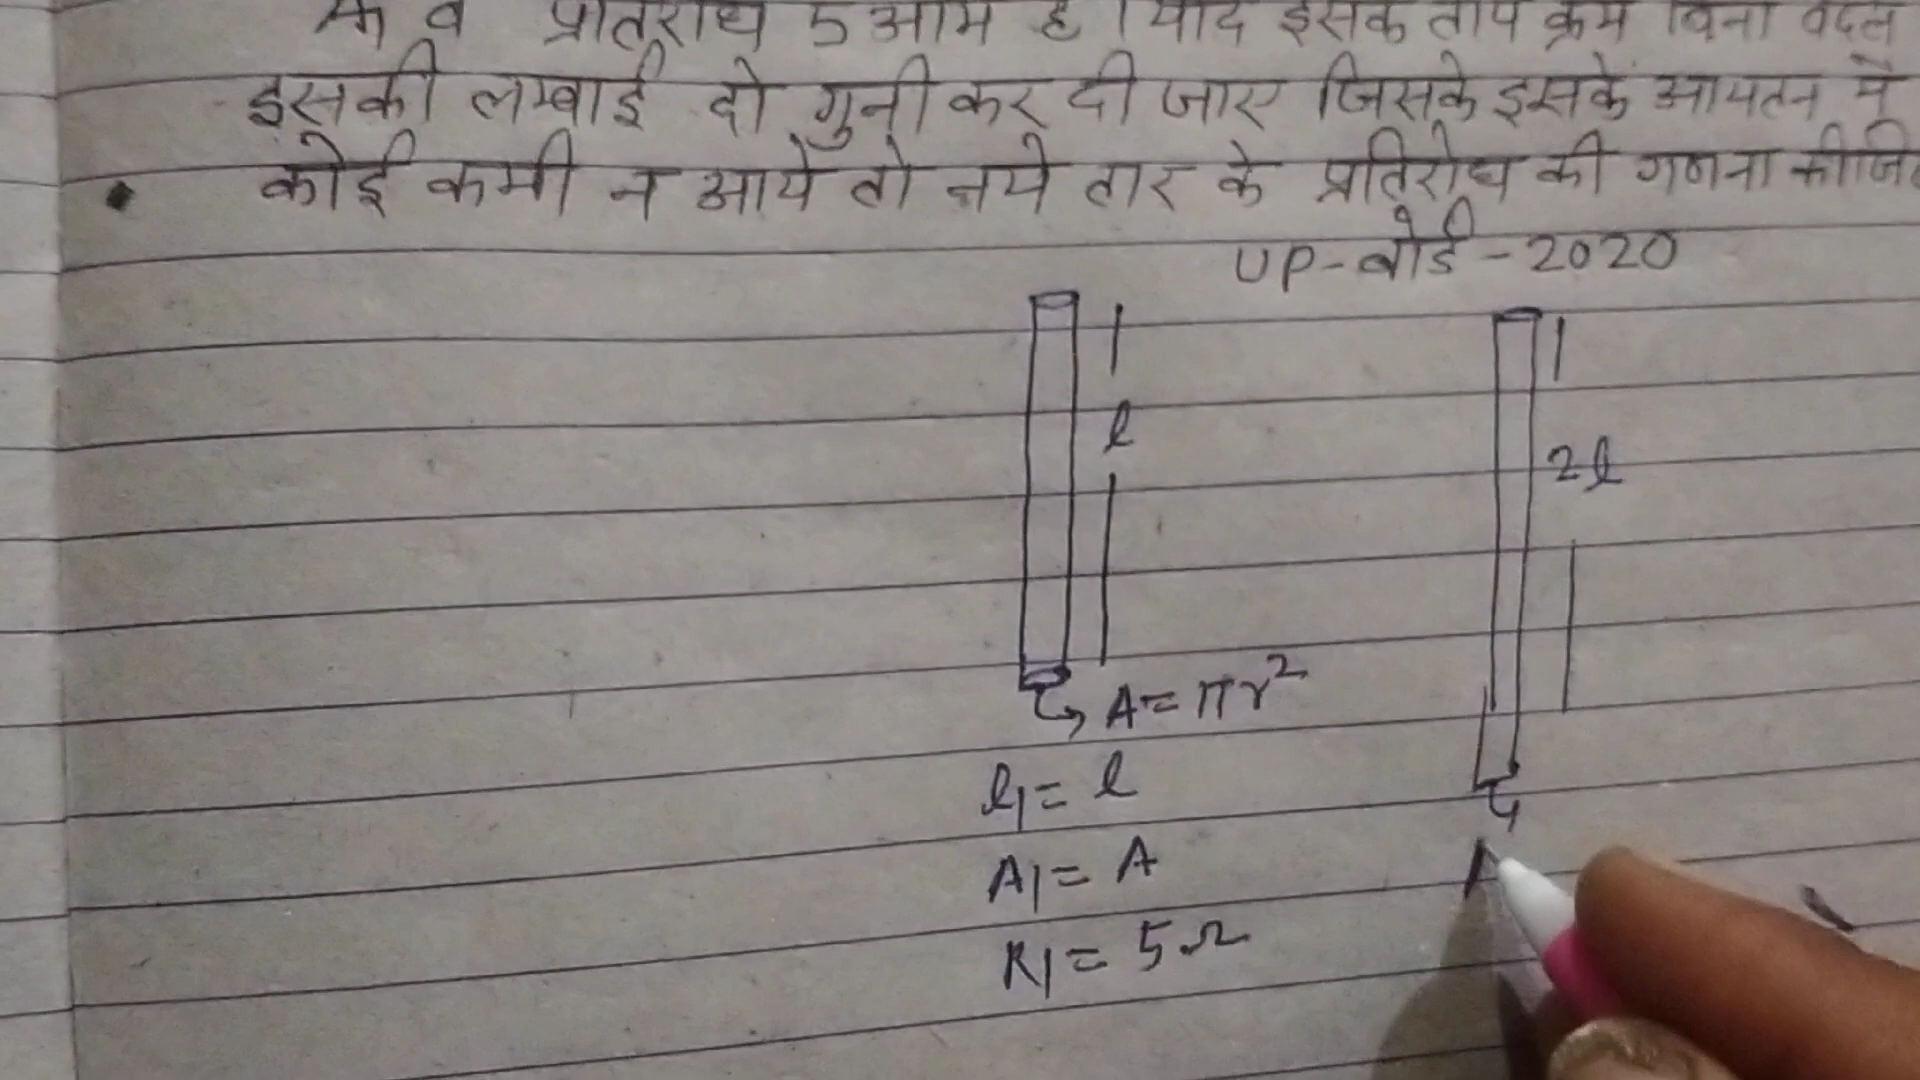 व प्रतिरोध 5 ओम है । यदि इसके ताप क्रम बिना बदले
इसकी लम्बाई दो गुनी कर दी जाए जिसके इसके आयतन में
कोई कमी न आये तो नये तार के प्रतिरोध की गणना कीजि
UP-बोर्ड - 2020
l
2l
A = πr²
l₁ = l
A₁ = A
R₁ = 5Ω